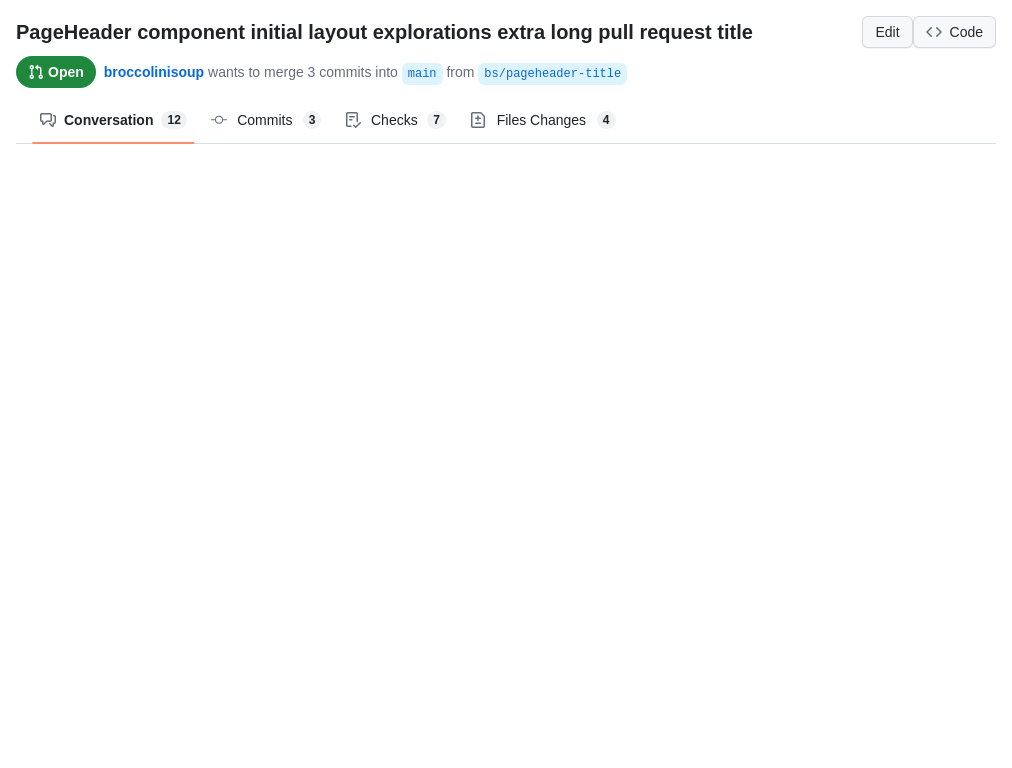 PageHeader component initial layout explorations extra long pull request title
Edit
Code
Open
broccolinisoup wants to merge 3 commits into main from bs/pageheader-title
Conversation 12
Commits 3
Checks 7
Files Changes 4